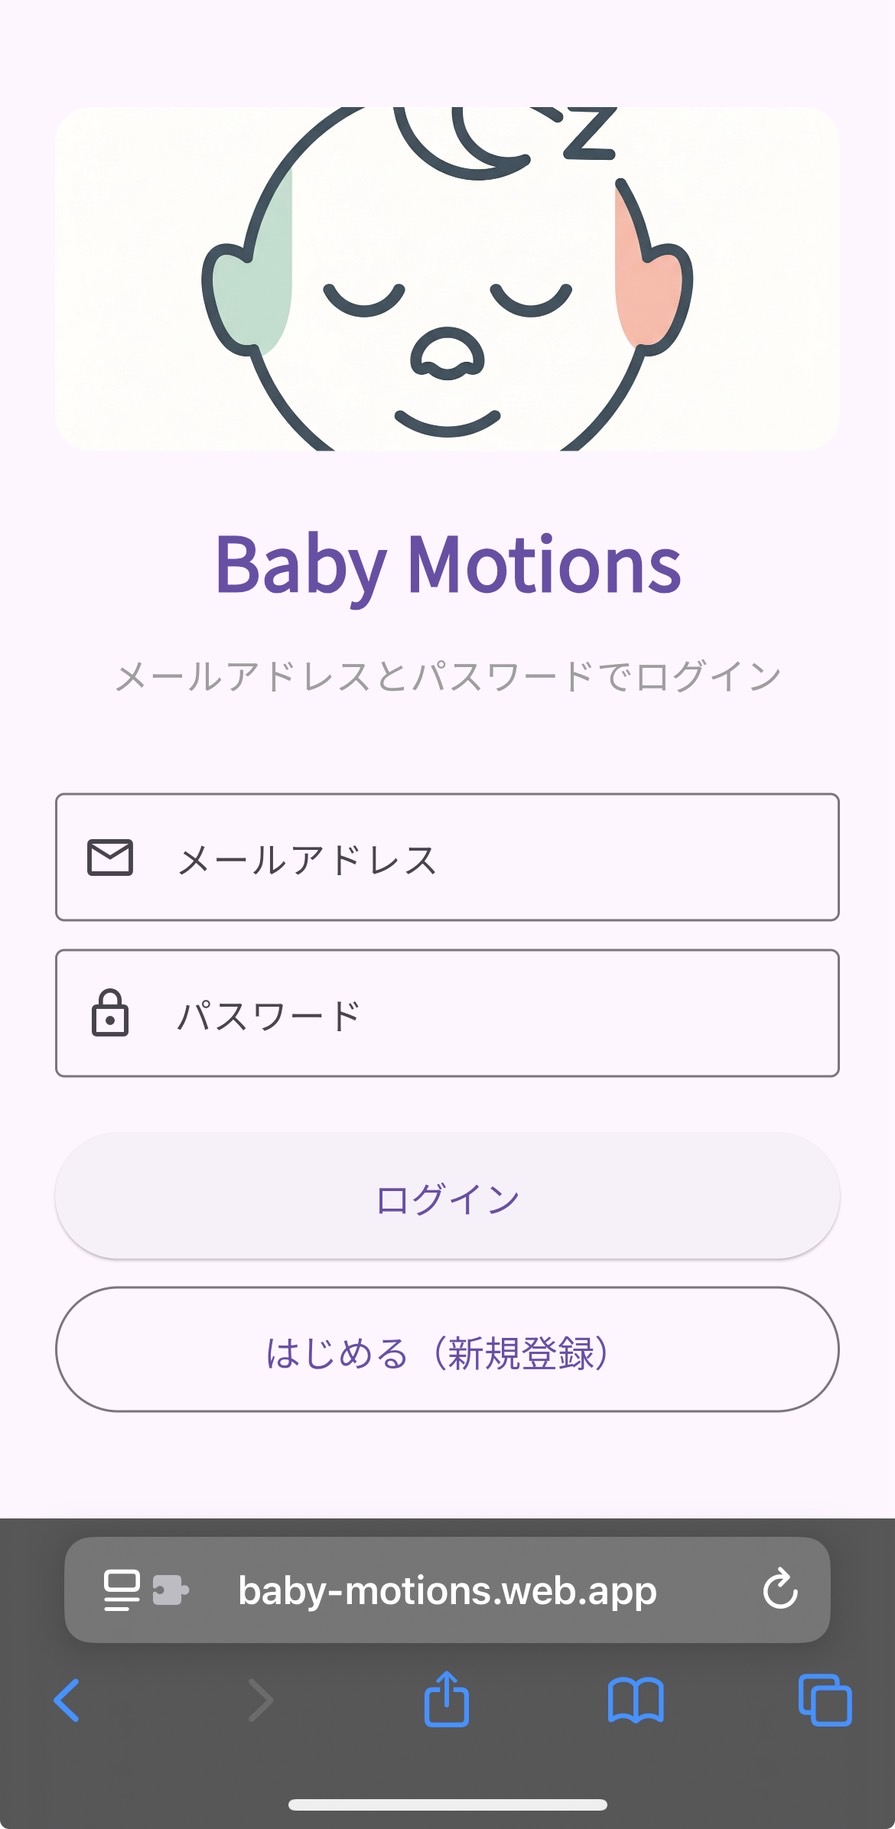 Z
Baby Motions
メールアドレスとパスワードでログイン
メールアドレス
パスワード
ログイン
はじめる（新規登録）
baby-motions.web.app